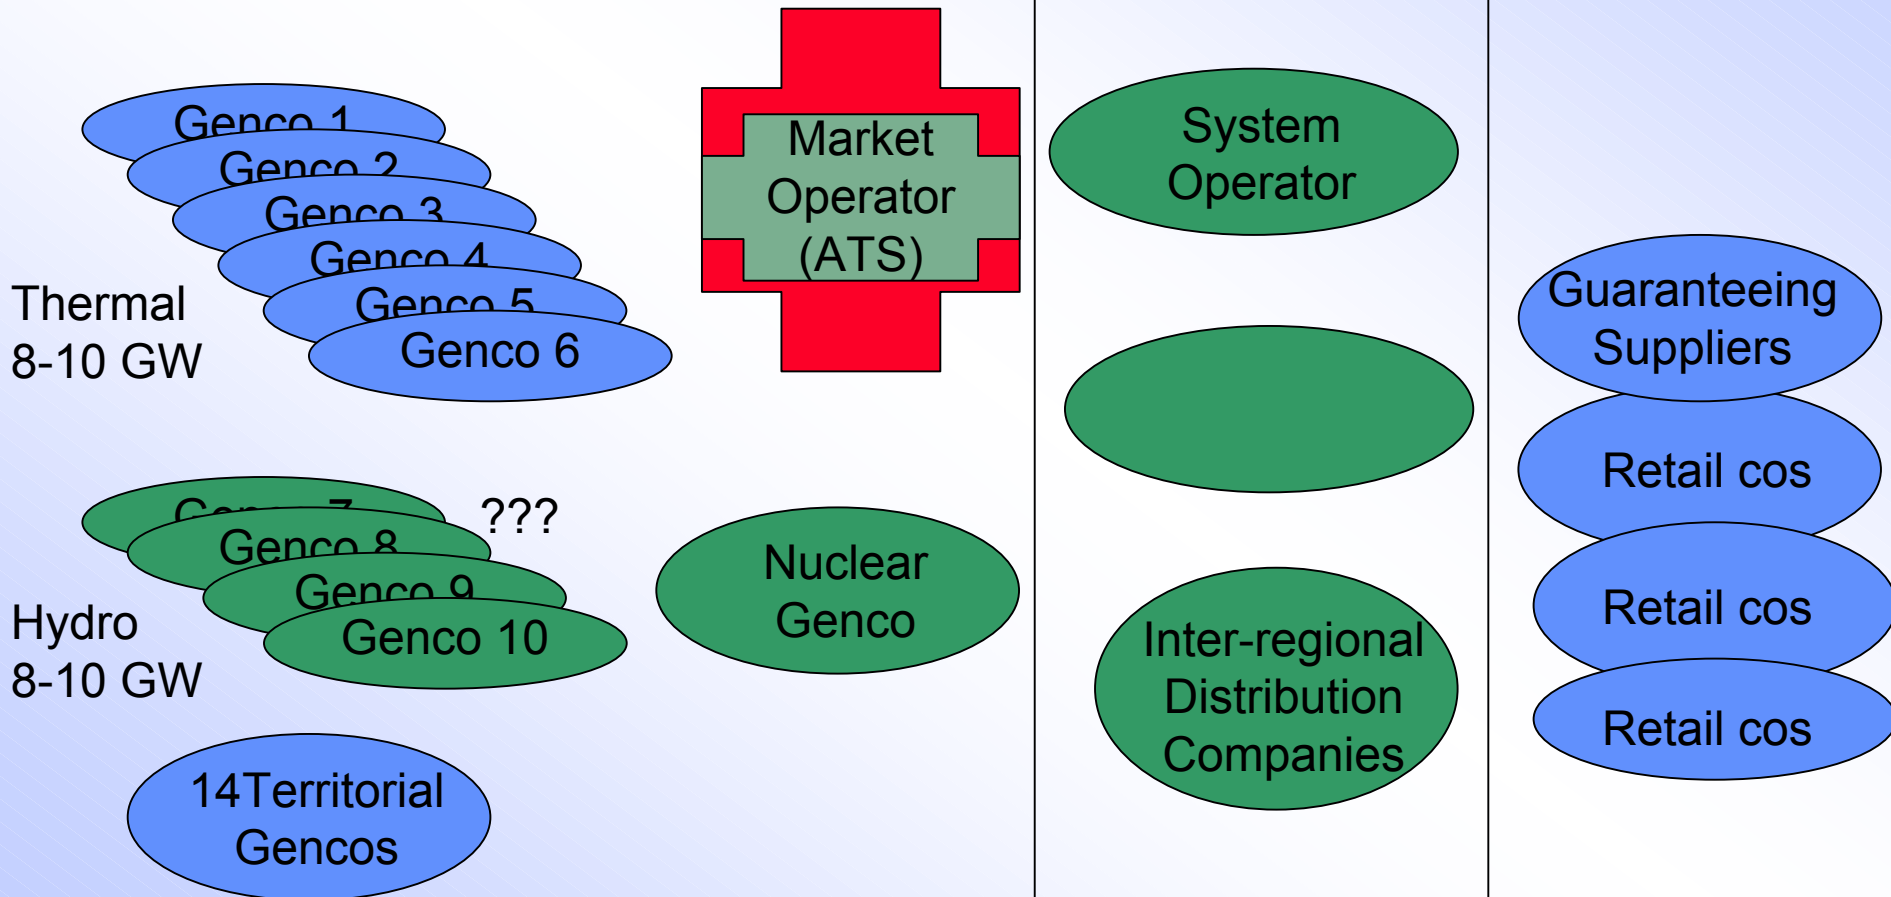 Genco 1
Genco 2
Genco 3
Genco 4
Genco 5
Genco 6
Thermal
8-10 GW
Market
Operator
(ATS)
Genco 7
???
Genco 8
Genco 9
Genco 10
Hydro
8-10 GW
Nuclear
Genco
14Territorial
Gencos
System
Operator
Inter-regional
Distribution
Companies
Guaranteeing
Suppliers
Retail cos
Retail cos
Retail cos